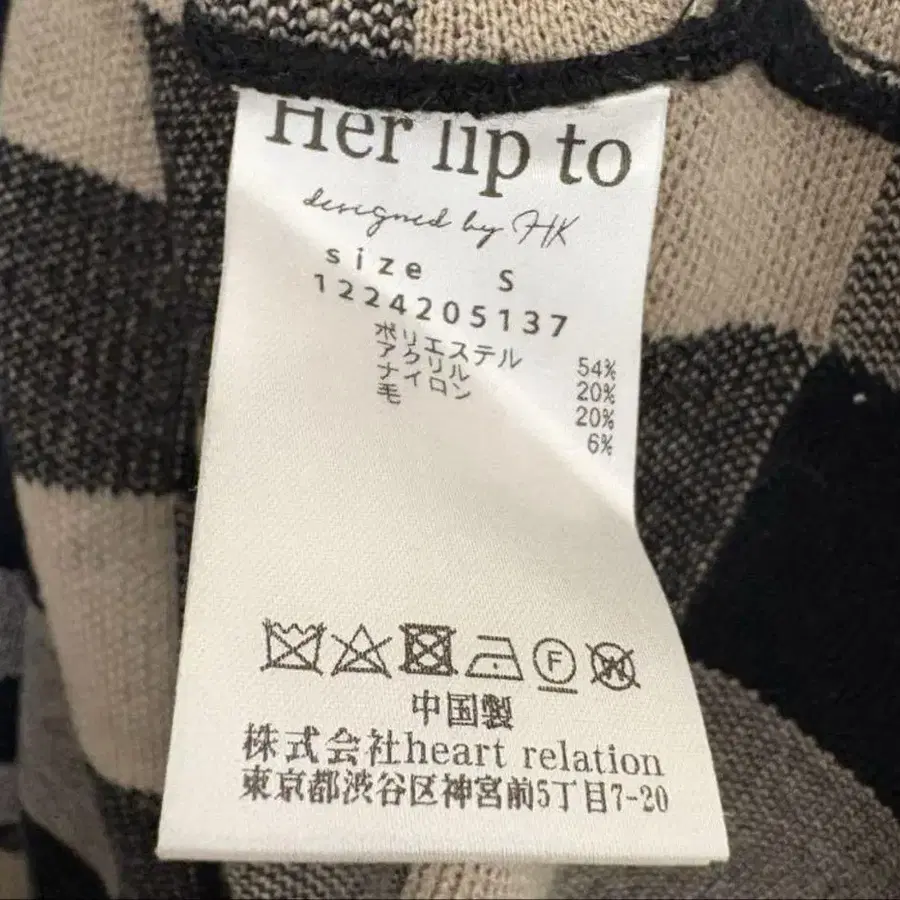 Her lip to
designed by HK
size S
1224205137
ポリエステル 54%
アクリル 20%
ナイロン 20%
毛 6%
F W
中国製
株式会社heart relation
東京都渋谷区神宮前5丁目7-20